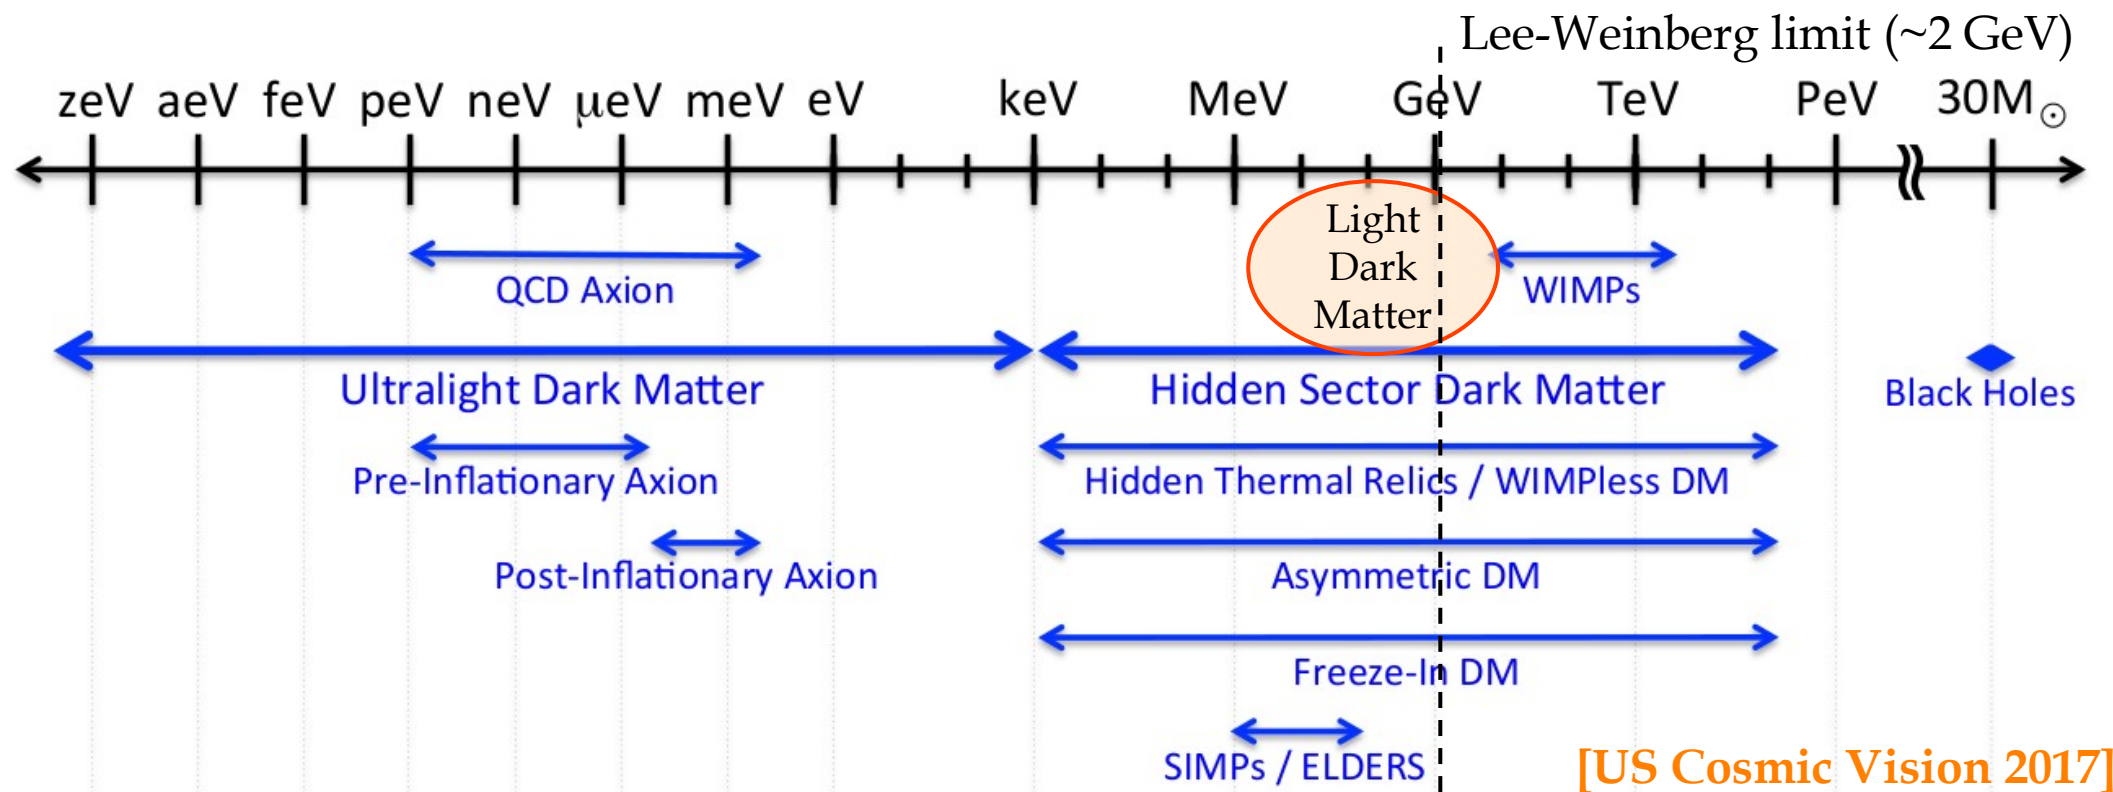 Lee-Weinberg limit (~2 GeV)
zeV aeV feV peV neV μeV meV eV keV MeV GeV TeV PeV 30M☉
Light
Dark
Matter
QCD Axion
WIMPs
Ultralight Dark Matter
Hidden Sector Dark Matter
Black Holes
Pre-Inflationary Axion
Hidden Thermal Relics / WIMPless DM
Post-Inflationary Axion
Asymmetric DM
Freeze-In DM
SIMPs / ELDERS
[US Cosmic Vision 2017]